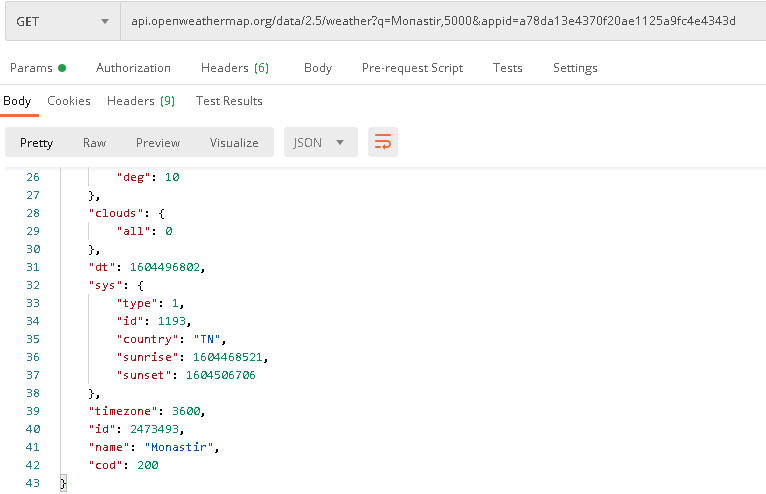 GET api.openweathermap.org/data/2.5/weather?q=Monastir,5000&appid=a78da13e4370f20ae1125a9fc4e4343d
Params Authorization Headers (6) Body Pre-request Script Tests Settings
Body Cookies Headers (9) Test Results
Pretty Raw Preview Visualize JSON
26 "deg": 10
27 },
28 "clouds": {
29 "all": 0
30 },
31 "dt": 1604496802,
32 "sys": {
33 "type": 1,
34 "id": 1193,
35 "country": "TN",
36 "sunrise": 1604468521,
37 "sunset": 1604506706
38 },
39 "timezone": 3600,
40 "id": 2473493,
41 "name": "Monastir",
42 "cod": 200
43 }